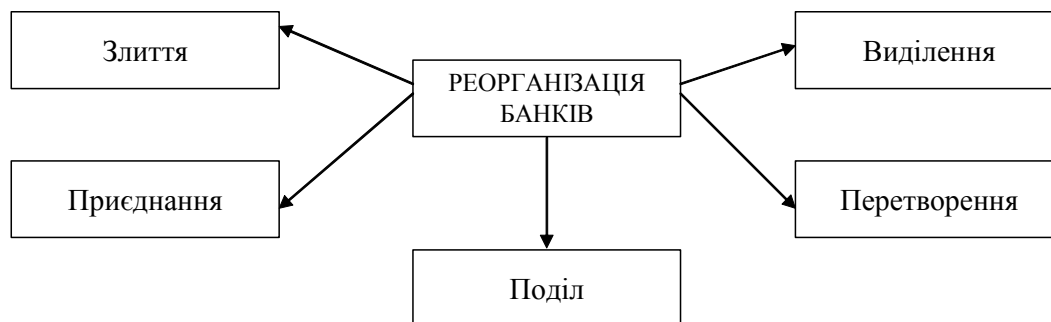 Злиття
Виділення
РЕОРГАНІЗАЦІЯ
БАНКІВ
Приєднання
Перетворення
Поділ